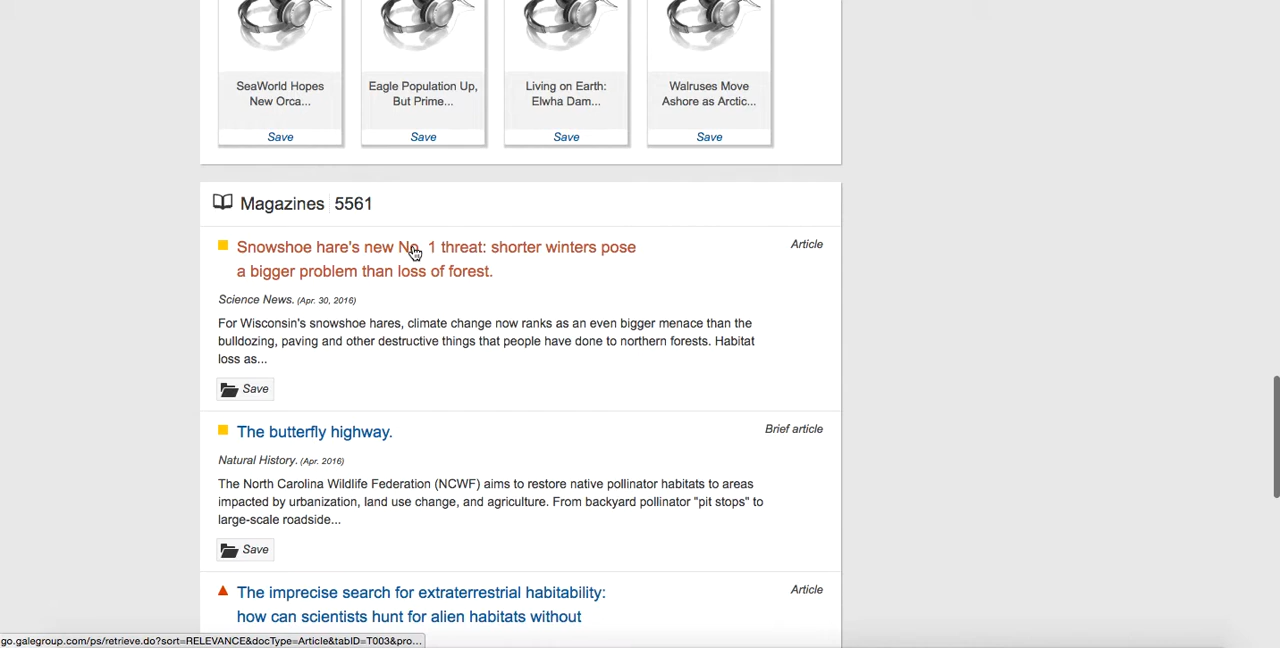 SeaWorld Hopes
New Orca...
Save
Eagle Population Up,
But Prime...
Save
Living on Earth:
Elwha Dam...
Save
Walruses Move
Ashore as Arctic...
Save
Magazines 5561
Snowshoe hare's new No. 1 threat: shorter winters pose
a bigger problem than loss of forest.
Article
Science News. (Apr. 30, 2016)
For Wisconsin's snowshoe hares, climate change now ranks as an even bigger menace than the
bulldozing, paving and other destructive things that people have done to northern forests. Habitat
loss as...
Save
The butterfly highway.
Brief article
Natural History. (Apr. 2016)
The North Carolina Wildlife Federation (NCWF) aims to restore native pollinator habitats to areas
impacted by urbanization, land use change, and agriculture. From backyard pollinator "pit stops" to
large-scale roadside...
Save
The imprecise search for extraterrestrial habitability:
how can scientists hunt for alien habitats without
Article
go.galegroup.com/ps/retrieve.do?sort=RELEVANCE&docType=Article&tabID=T003&pro...